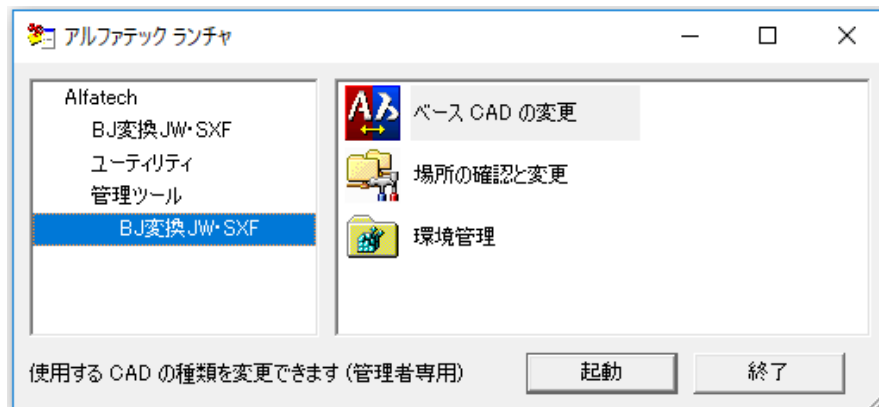 アルファテック ランチャ
Alfatech
BJ変換JW・SXF
ユーティリティ
管理ツール
BJ変換JW・SXF
ベース CAD の変更
場所の確認と変更
環境管理
使用する CAD の種類を変更できます (管理者専用)
起動
終了